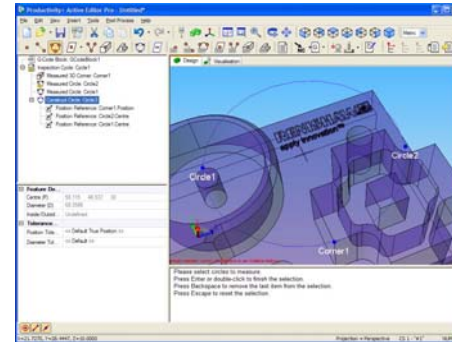 Productivity+ Active Editor Pro - Untitled*
File Edit View Insert Tools Post Process Help
GCode Block: GCodeBlock1
Inspection Cycle: Cycle1
Measured 3D Corner: Corner1
Measured Circle: Circle2
Measured Circle: Circle1
Construct Circle: Circle3
Position Reference: Corner1.Position
Position Reference: Circle2.Centre
Position Reference: Circle1.Centre
Design
Visualisation
RENISHAW
apply innovation™
Circle1
Circle2
Corner1
Feature De...
Centre (P)
Diameter (D)
Inside/Outsid...
Undefined
Tolerance...
Position Tole...
<< Default True Position >>
Diameter Tol...
<< Default >>
Please select circles to measure.
Press Enter or double-click to finish the selection.
Press Backspace to remove the last item from the selection.
Press Escape to reset the selection.
Projection = Perspective